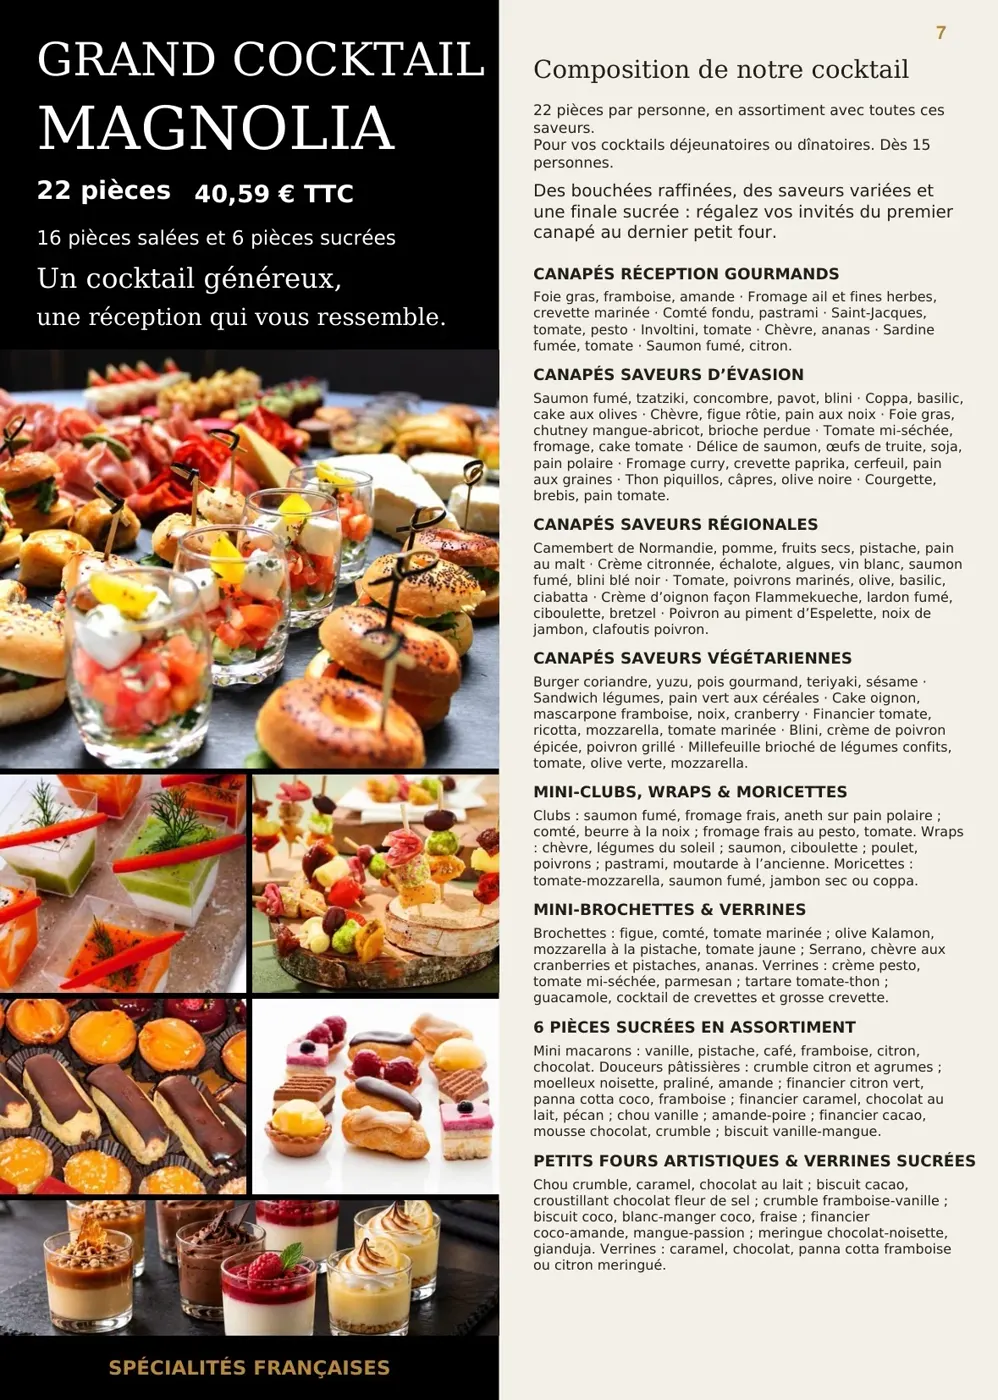 GRAND COCKTAIL
MAGNOLIA
22 pièces 40,59 € TTC
16 pièces salées et 6 pièces sucrées
Un cocktail généreux,
une réception qui vous ressemble.
SPÉCIALITÉS FRANÇAISES
7
Composition de notre cocktail
22 pièces par personne, en assortiment avec toutes ces
saveurs.
Pour vos cocktails déjeunatoires ou dînatoires. Dès 15
personnes.
Des bouchées raffinées, des saveurs variées et
une finale sucrée : régalez vos invités du premier
canapé au dernier petit four.
CANAPÉS RÉCEPTION GOURMANDS
Foie gras, framboise, amande · Fromage ail et fines herbes,
crevette marinée · Comté fondu, pastrami · Saint-Jacques,
tomate, pesto · Involtini, tomate · Chèvre, ananas · Sardine
fumée, tomate · Saumon fumé, citron.
CANAPÉS SAVEURS D’ÉVASION
Saumon fumé, tzatziki, concombre, pavot, blini · Coppa, basilic,
cake aux olives · Chèvre, figue rôtie, pain aux noix · Foie gras,
chutney mangue-abricot, brioche perdue · Tomate mi-séchée,
fromage, cake tomate · Délice de saumon, œufs de truite, soja,
pain polaire · Fromage curry, crevette paprika, cerfeuil, pain
aux graines · Thon piquillos, câpres, olive noire · Courgette,
brebis, pain tomate.
CANAPÉS SAVEURS RÉGIONALES
Camembert de Normandie, pomme, fruits secs, pistache, pain
au malt · Crème citronnée, échalote, algues, vin blanc, saumon
fumé, blini blé noir · Tomate, poivrons marinés, olive, basilic,
ciabatta · Crème d’oignon façon Flammekueche, lardon fumé,
ciboulette, bretzel · Poivron au piment d’Espelette, noix de
jambon, clafoutis poivron.
CANAPÉS SAVEURS VÉGÉTARIENNES
Burger coriandre, yuzu, pois gourmand, teriyaki, sésame ·
Sandwich légumes, pain vert aux céréales · Cake oignon,
mascarpone framboise, noix, cranberry · Financier tomate,
ricotta, mozzarella, tomate marinée · Blini, crème de poivron
épicée, poivron grillé · Millefeuille brioché de légumes confits,
tomate, olive verte, mozzarella.
MINI-CLUBS, WRAPS & MORICETTES
Clubs : saumon fumé, fromage frais, aneth sur pain polaire ;
comté, beurre à la noix ; fromage frais au pesto, tomate. Wraps
: chèvre, légumes du soleil ; saumon, ciboulette ; poulet,
poivrons ; pastrami, moutarde à l’ancienne. Moricettes :
tomate-mozzarella, saumon fumé, jambon sec ou coppa.
MINI-BROCHETTES & VERRINES
Brochettes : figue, comté, tomate marinée ; olive Kalamon,
mozzarella à la pistache, tomate jaune ; Serrano, chèvre aux
cranberries et pistaches, ananas. Verrines : crème pesto,
tomate mi-séchée, parmesan ; tartare tomate-thon ;
guacamole, cocktail de crevettes et grosse crevette.
6 PIÈCES SUCRÉES EN ASSORTIMENT
Mini macarons : vanille, pistache, café, framboise, citron,
chocolat. Douceurs pâtissières : crumble citron et agrumes ;
moelleux noisette, praliné, amande ; financier citron vert,
panna cotta coco, framboise ; financier caramel, chocolat au
lait, pécan ; chou vanille ; amande-poire ; financier cacao,
mousse chocolat, crumble ; biscuit vanille-mangue.
PETITS FOURS ARTISTIQUES & VERRINES SUCRÉES
Chou crumble, caramel, chocolat au lait ; biscuit cacao,
croustillant chocolat fleur de sel ; crumble framboise-vanille ;
biscuit coco, blanc-manger coco, fraise ; financier
coco-amande, mangue-passion ; meringue chocolat-noisette,
gianduja. Verrines : caramel, chocolat, panna cotta framboise
ou citron meringué.